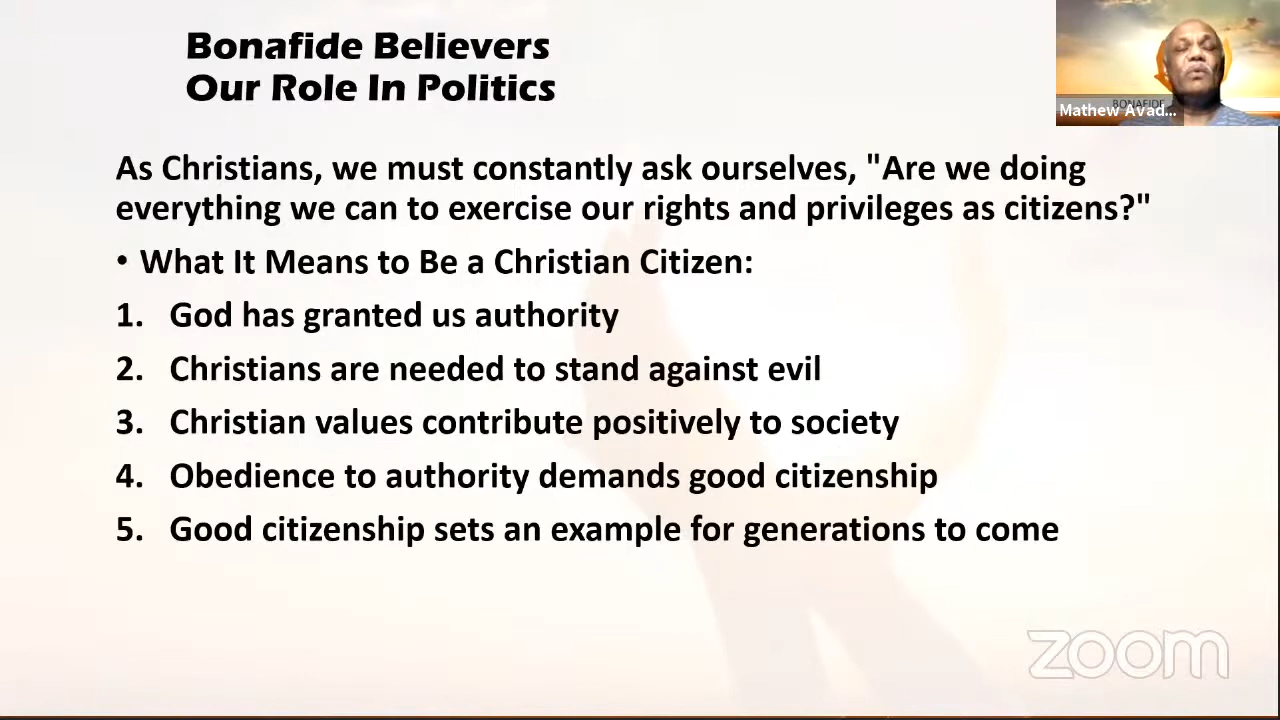 Bonafide Believers
Our Role In Politics
BONAFIDE
Mathew Avad...
As Christians, we must constantly ask ourselves, "Are we doing
everything we can to exercise our rights and privileges as citizens?"
• What It Means to Be a Christian Citizen:
1. God has granted us authority
2. Christians are needed to stand against evil
3. Christian values contribute positively to society
4. Obedience to authority demands good citizenship
5. Good citizenship sets an example for generations to come
zoom